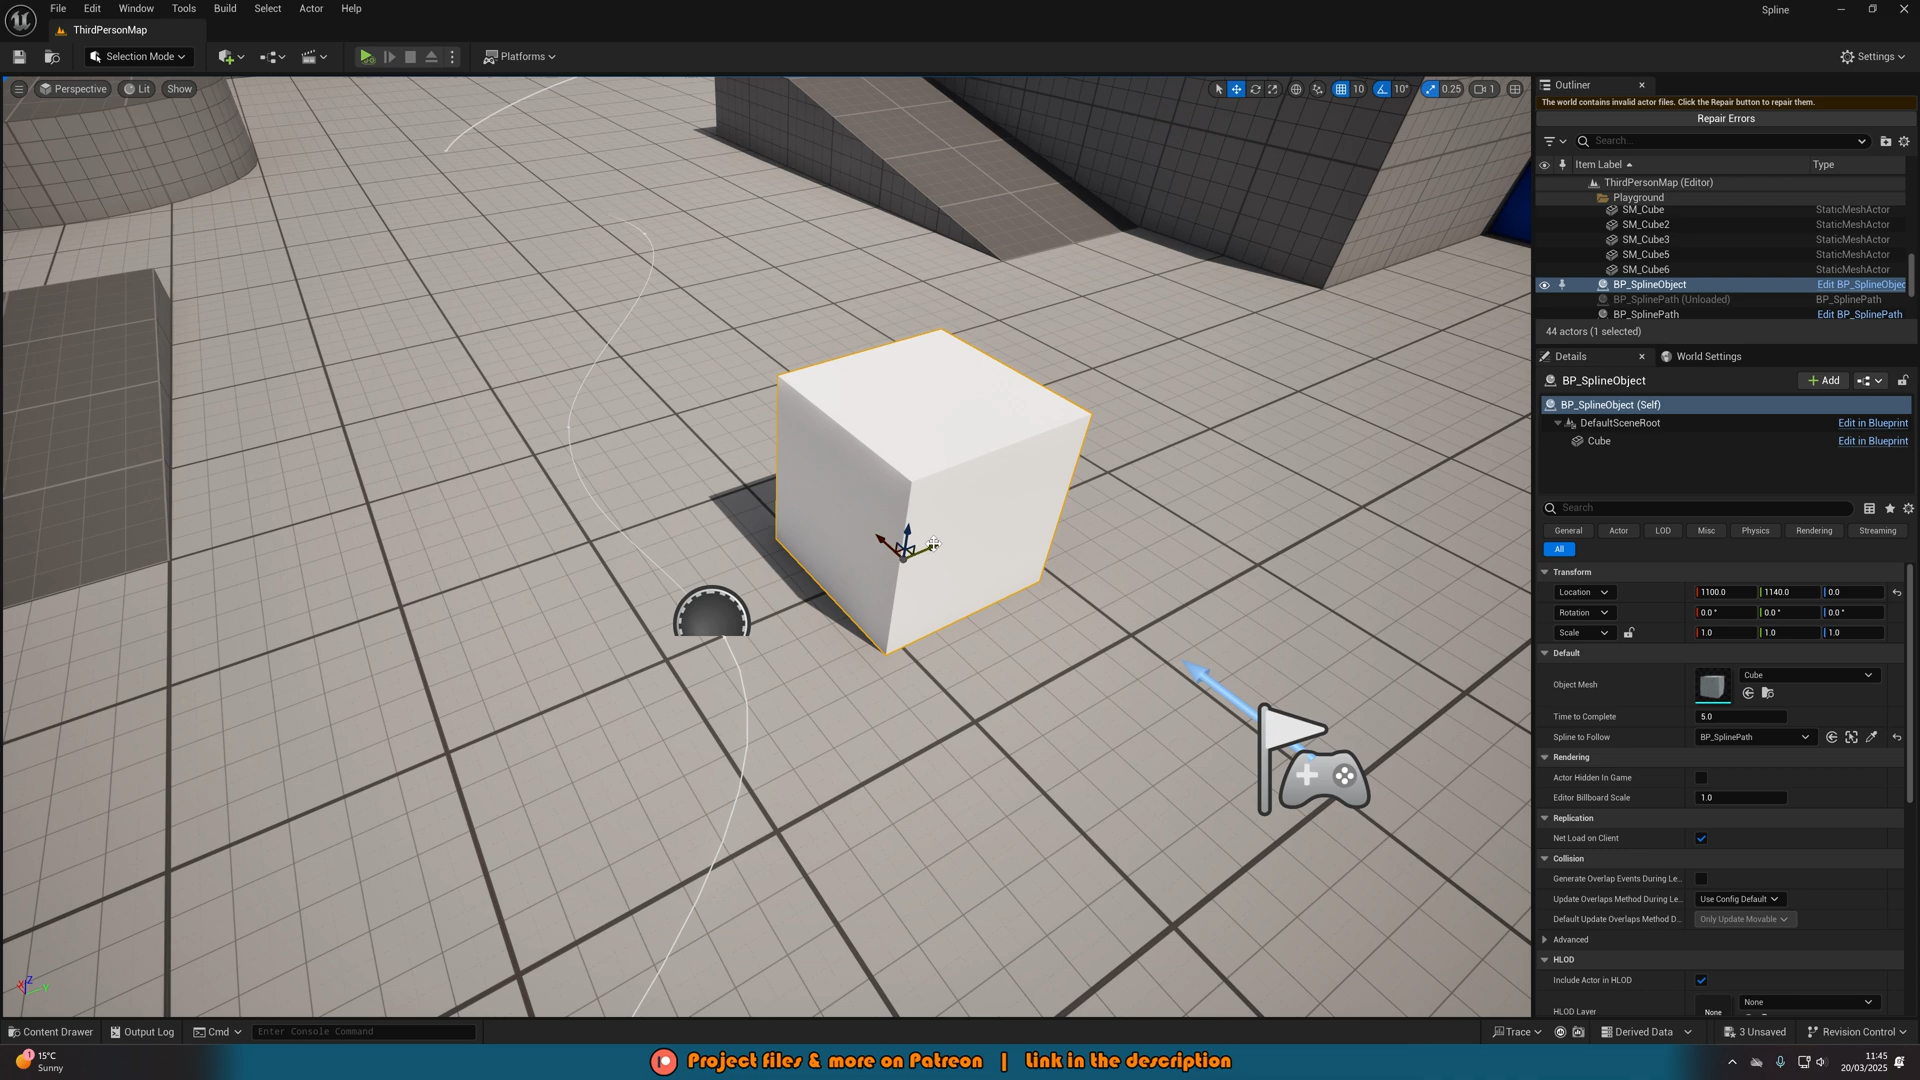 File Edit Window Tools Build Select Actor Help
Spline
ThirdPersonMap
Selection Mode
Platforms
Settings
Perspective Lit Show
10 10° 0.25 1
Outliner
The world contains invalid actor files. Click the Repair button to repair them.
Repair Errors
Search...
Item Label Type
ThirdPersonMap (Editor)
Playground
SM_Cube StaticMeshActor
SM_Cube2 StaticMeshActor
SM_Cube3 StaticMeshActor
SM_Cube5 StaticMeshActor
SM_Cube6 StaticMeshActor
BP_SplineObject Edit BP_SplineObjec
BP_SplinePath (Unloaded) BP_SplinePath
BP_SplinePath Edit BP_SplinePath
44 actors (1 selected)
Details World Settings
BP_SplineObject Add
BP_SplineObject (Self)
DefaultSceneRoot Edit in Blueprint
Cube Edit in Blueprint
Search
General Actor LOD Misc Physics Rendering Streaming
All
Transform
Location 1100.0 1140.0 0.0
Rotation 0.0 ° 0.0 ° 0.0 °
Scale 1.0 1.0 1.0
Default
Object Mesh Cube
Time to Complete 5.0
Spline to Follow BP_SplinePath
Rendering
Actor Hidden In Game
Editor Billboard Scale 1.0
Replication
Net Load on Client
Collision
Generate Overlap Events During Le...
Update Overlaps Method During Le... Use Config Default
Default Update Overlaps Method D... Only Update Movable
Advanced
HLOD
Include Actor in HLOD
None
HLOD Layer None
X Z Y
Content Drawer Output Log Cmd Enter Console Command Trace Derived Data 3 Unsaved Revision Control
1 15°C
Sunny
Project files & more on Patreon | Link in the description
11:45
20/03/2025